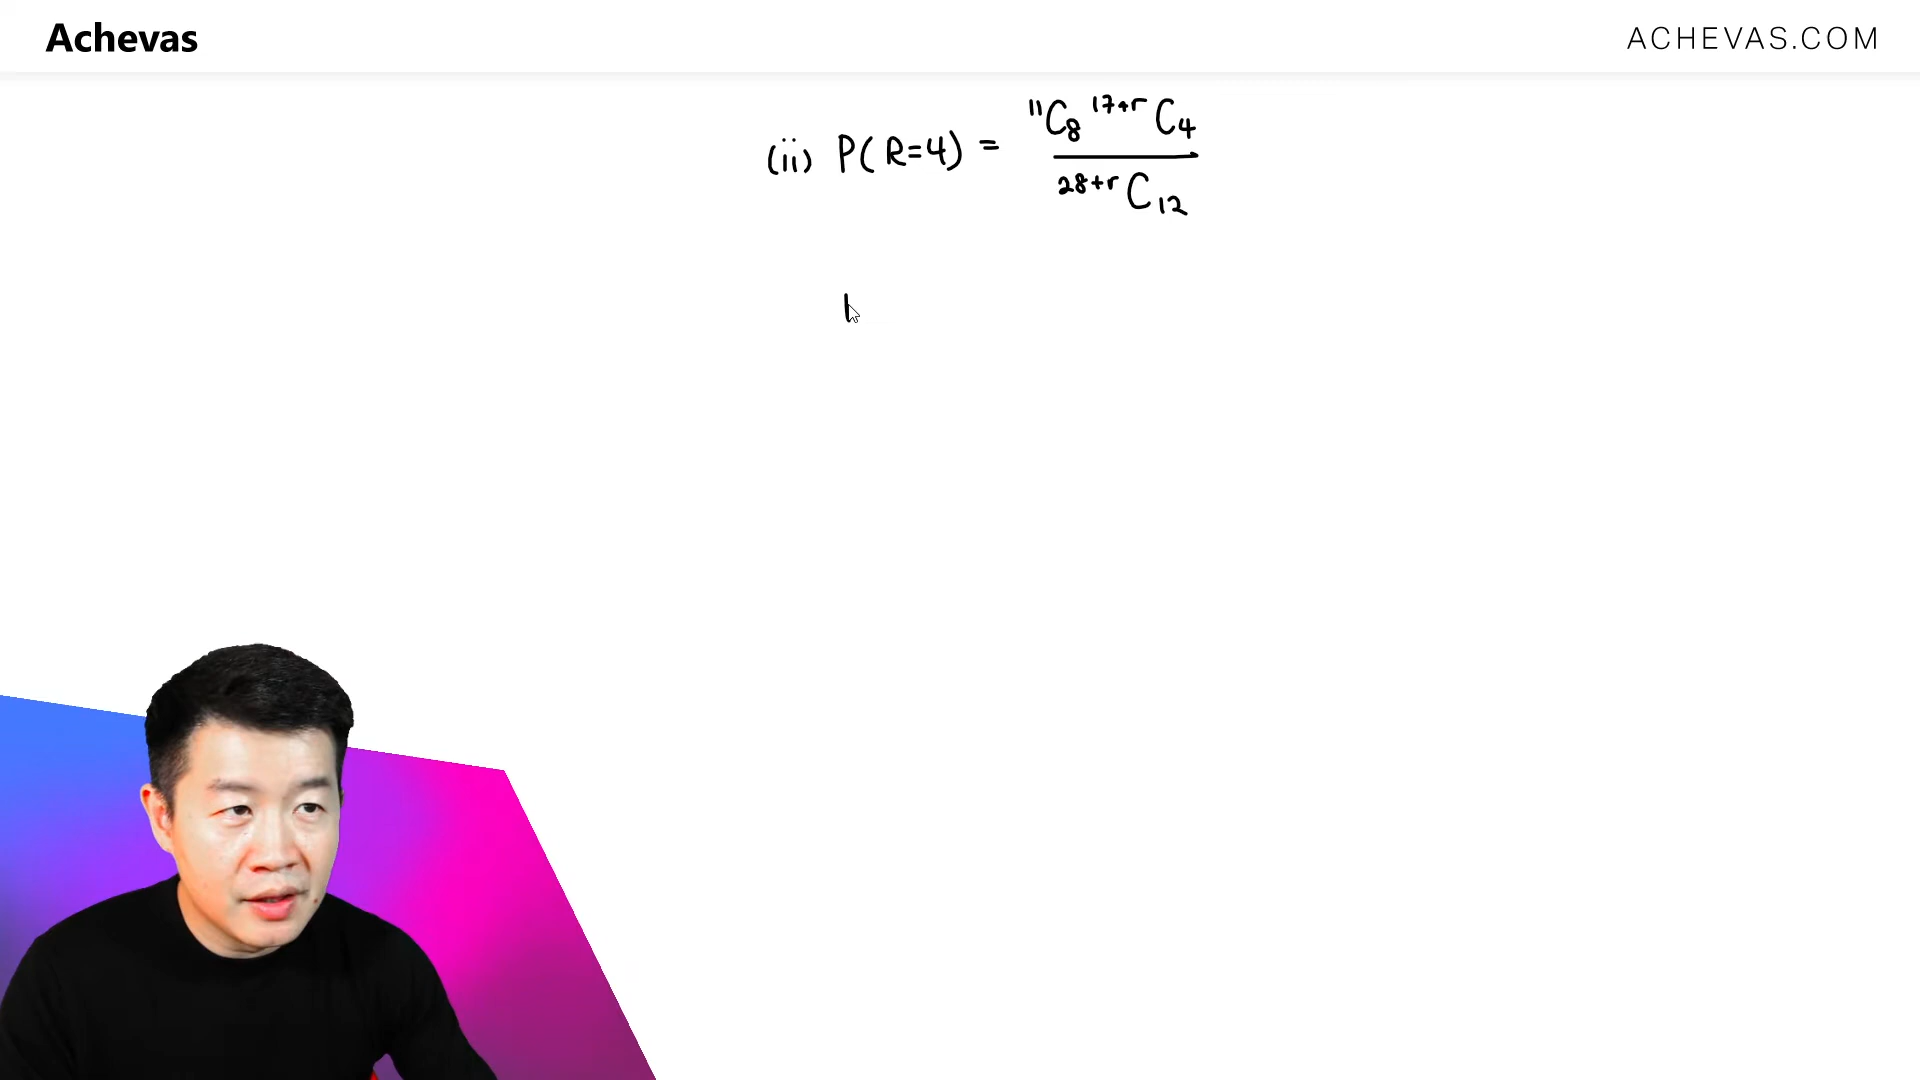 Achevas
ACHEVAS.COM
(ii) P(R=4) = ¹¹C₈ ¹⁷⁺ʳC₄
²⁸⁺ʳC₁₂